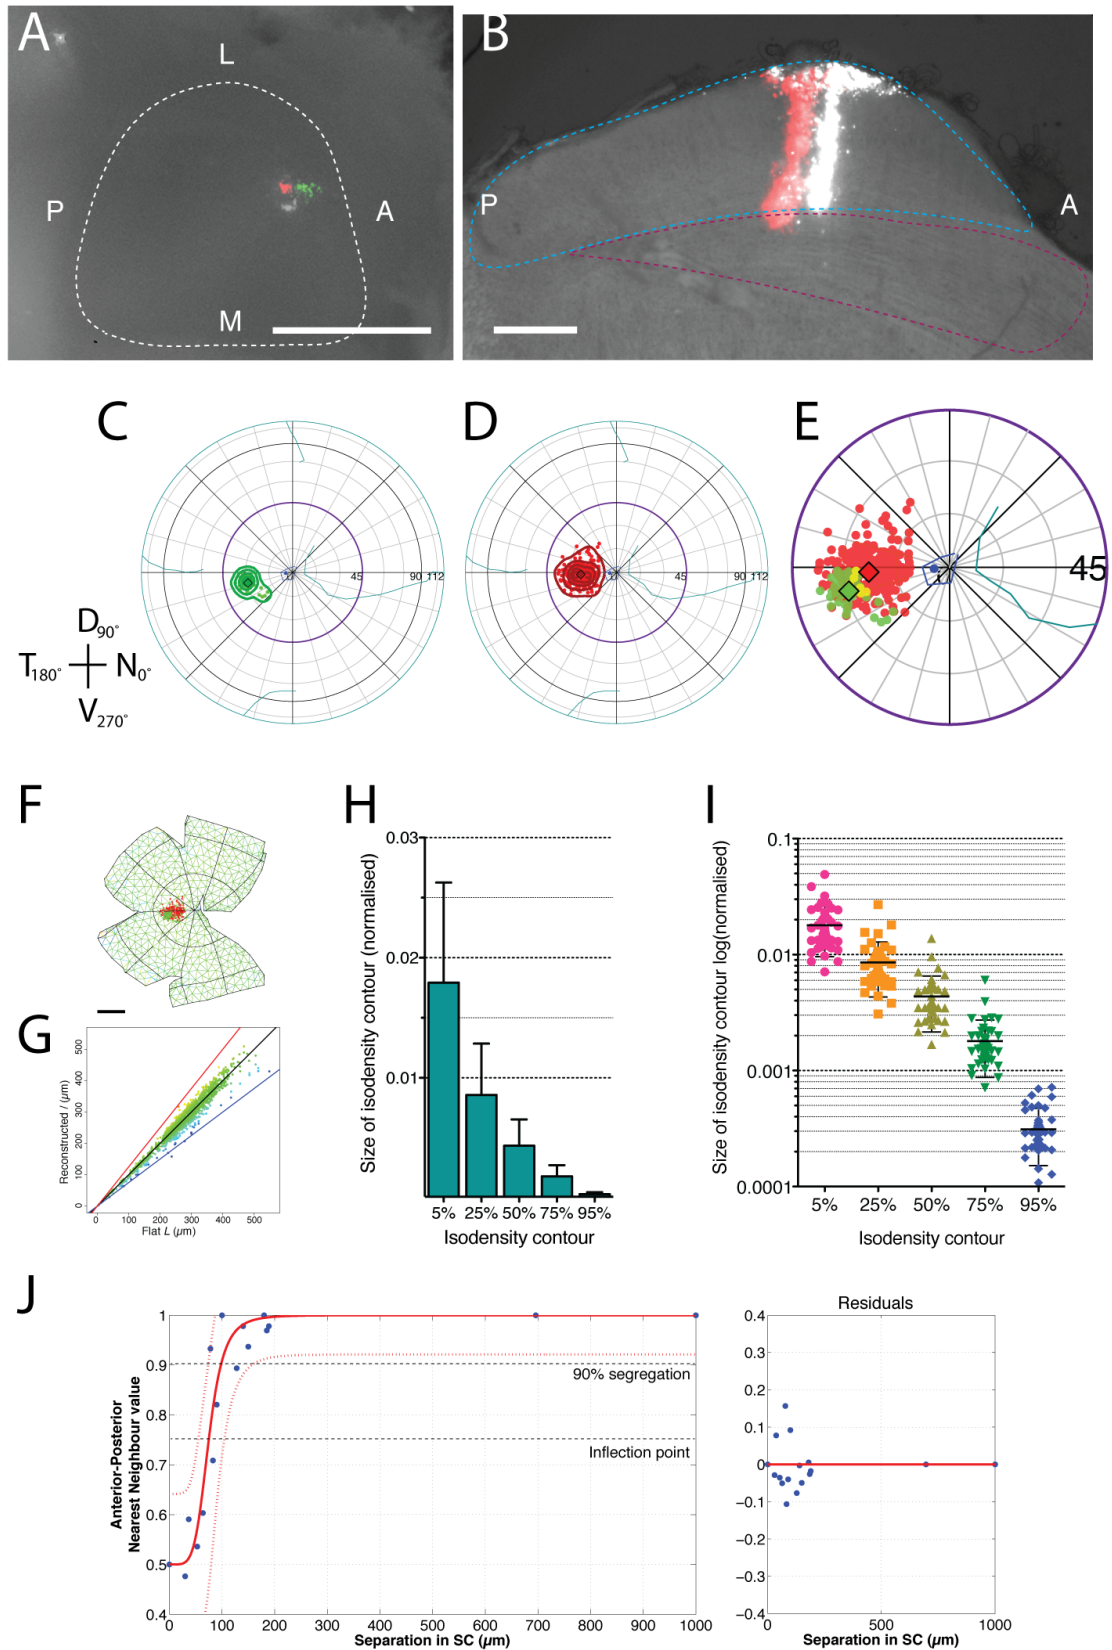 A
L
P
A
M
B
P
A
C
45
90 112
D
45
90 112
E
45
D90°
T180°
N0°
V270°
F
G
Reconstructed l (µm)
500
400
300
200
100
0
0 100 200 300 400 500
Flat L (µm)
H
Size of isodensity contour (normalised)
0.03
0.02
0.01
5% 25% 50% 75% 95%
Isodensity contour
I
Size of isodensity contour log(normalised)
0.1
0.01
0.001
0.0001
5% 25% 50% 75% 95%
Isodensity contour
J
Anterior-Posterior
Nearest Neighbour value
1
0.9
0.8
0.7
0.6
0.5
0.4
90% segregation
Inflection point
0 100 200 300 400 500 600 700 800 900 1000
Separation in SC (µm)
Residuals
0.4
0.3
0.2
0.1
0
−0.1
−0.2
−0.3
−0.4
0 500 1000
Separation in SC (µm)